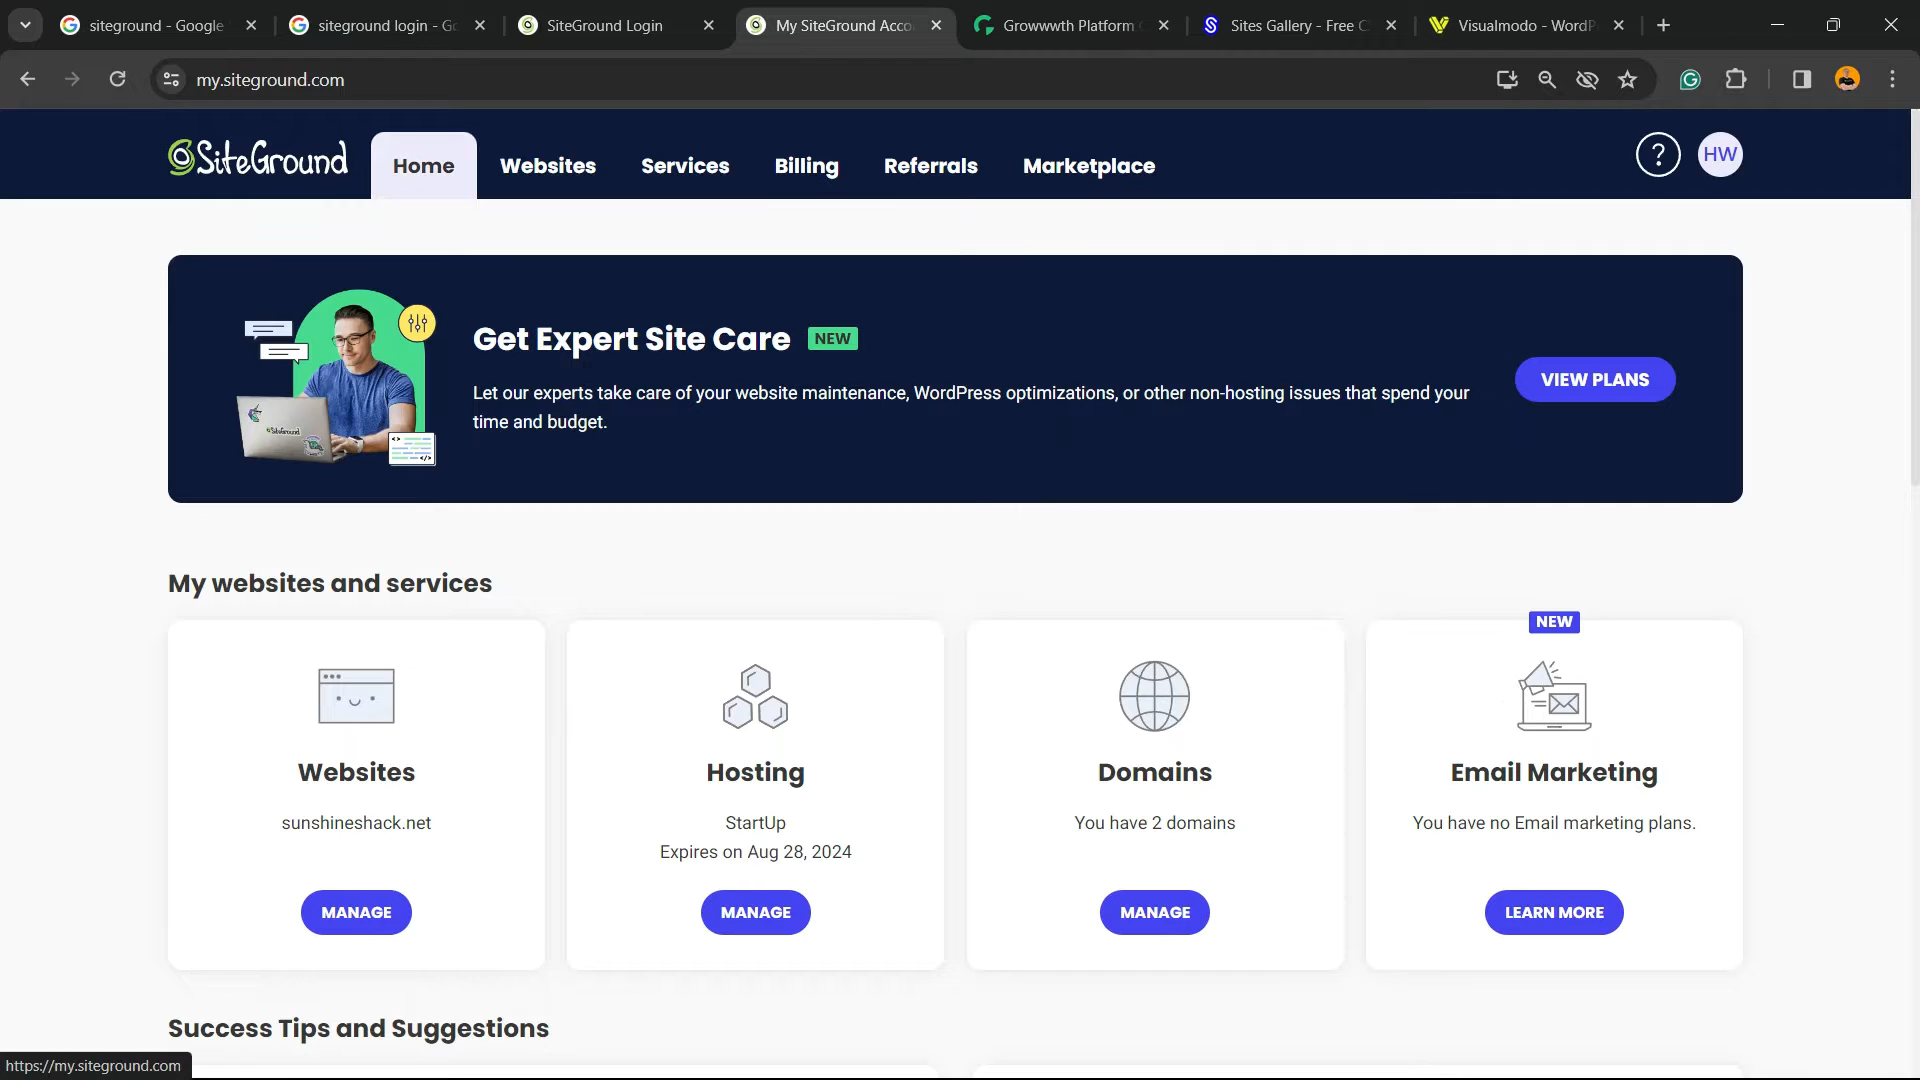 siteground - Google
siteground login - Go
SiteGround Login
My SiteGround Acco
Growwwth Platform
Sites Gallery - Free C
Visualmodo - WordP
my.siteground.com
SiteGround
Home
Websites
Services
Billing
Referrals
Marketplace
?
HW
Get Expert Site Care
NEW
Let our experts take care of your website maintenance, WordPress optimizations, or other non-hosting issues that spend your
time and budget.
VIEW PLANS
SiteGround
My websites and services
Websites
sunshineshack.net
MANAGE
Hosting
StartUp
Expires on Aug 28, 2024
MANAGE
Domains
You have 2 domains
MANAGE
NEW
Email Marketing
You have no Email marketing plans.
LEARN MORE
Success Tips and Suggestions
https://my.siteground.com